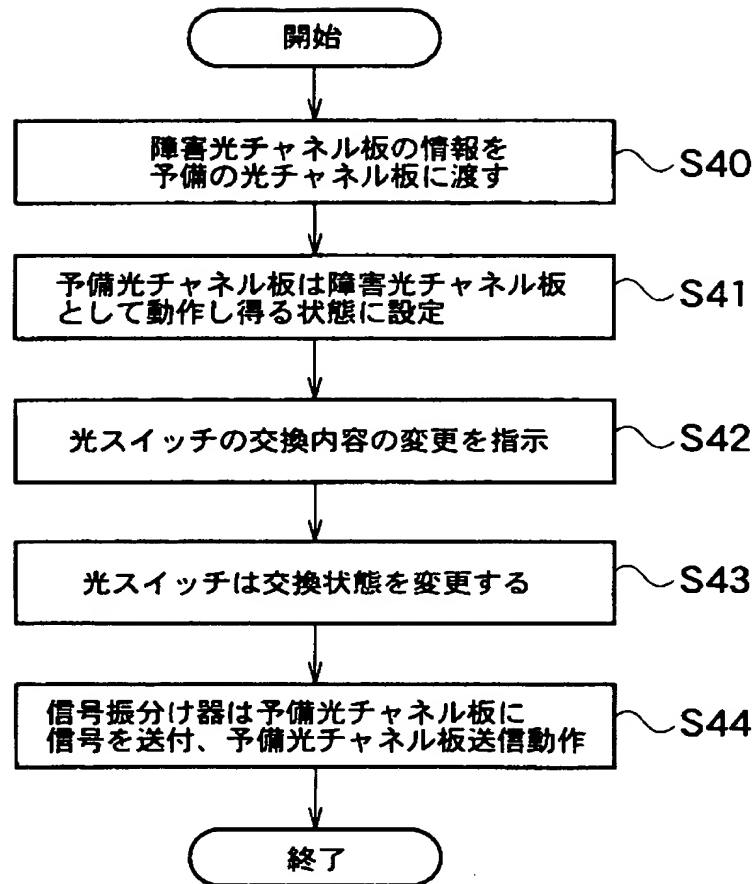 開始
障害光チャネル板の情報を
予備の光チャネル板に渡す
S40
予備光チャネル板は障害光チャネル板
として動作し得る状態に設定
S41
光スイッチの交換内容の変更を指示
S42
光スイッチは交換状態を変更する
S43
信号振分け器は予備光チャネル板に
信号を送付、予備光チャネル板送信動作
S44
終了